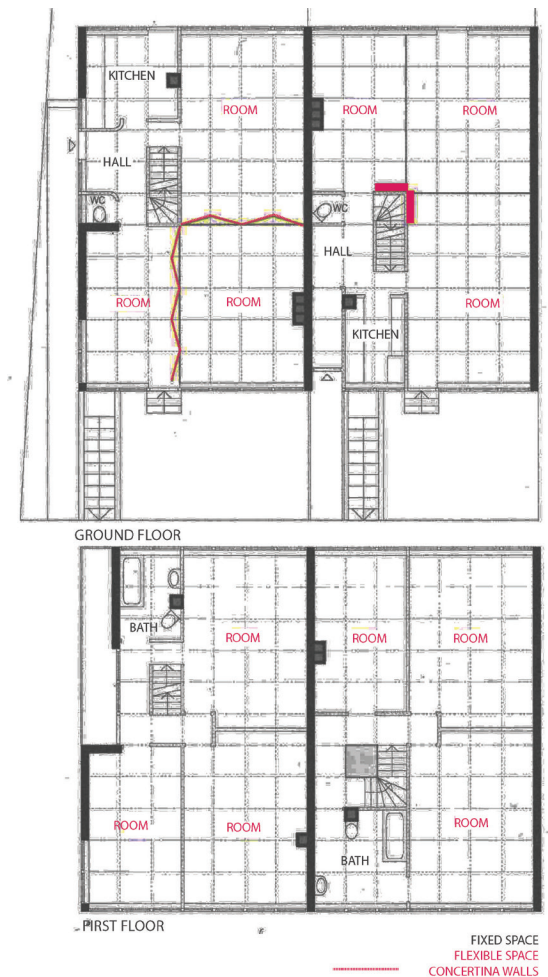 KITCHEN
ROOM
ROOM
ROOM
HALL
WC
WC
HALL
ROOM
ROOM
ROOM
KITCHEN
GROUND FLOOR
BATH
ROOM
ROOM
ROOM
ROOM
ROOM
ROOM
BATH
FIRST FLOOR
FIXED SPACE
FLEXIBLE SPACE
CONCERTINA WALLS